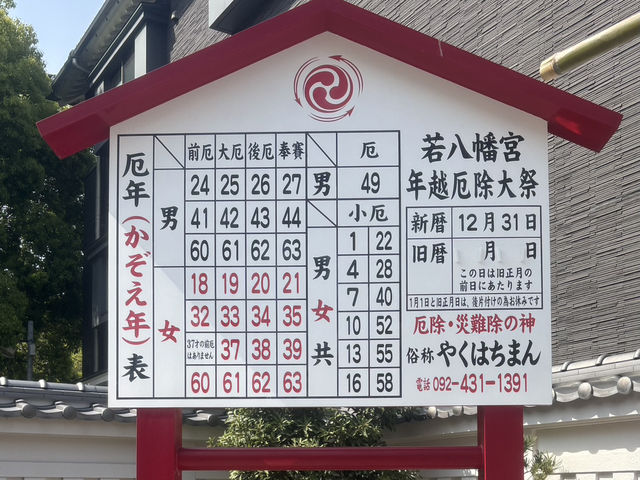 厄年(かぞえ年)表
前厄 大厄 後厄 奉賽
男
24 25 26 27
41 42 43 44
60 61 62 63
女
18 19 20 21
32 33 34 35
37才の前厄はありません 37 38 39
60 61 62 63
厄
男 49
小厄
男女共
1 22
4 28
7 40
10 52
13 55
16 58
若八幡宮
年越厄除大祭
新暦 12月31日
旧暦 月 日
この日は旧正月の
前日にあたります
1月1日と旧正月日は、後片付けの為お休みです
厄除・災難除の神
俗称 やくはちまん
電話 092-431-1391